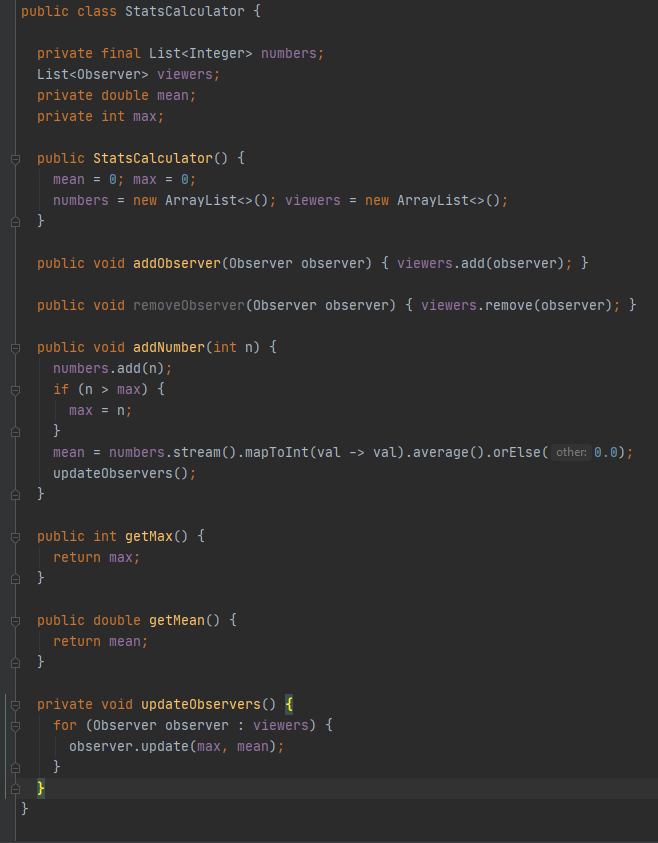 public class StatsCalculator {
private final List<Integer> numbers;
List<Observer> viewers;
private double mean;
private int max;
public StatsCalculator() {
mean = 0; max = 0;
numbers = new ArrayList<>(); viewers = new ArrayList<>();
}
public void addObserver(Observer observer) { viewers.add(observer); }
public void removeObserver(Observer observer) { viewers.remove(observer); }
public void addNumber(int n) {
numbers.add(n);
if (n > max) {
max = n;
}
mean = numbers.stream().mapToInt(val -> val).average().orElse( other: 0.0);
updateObservers();
}
public int getMax() {
return max;
}
public double getMean() {
return mean;
}
private void updateObservers() {
for (Observer observer : viewers) {
observer.update(max, mean);
}
}
}